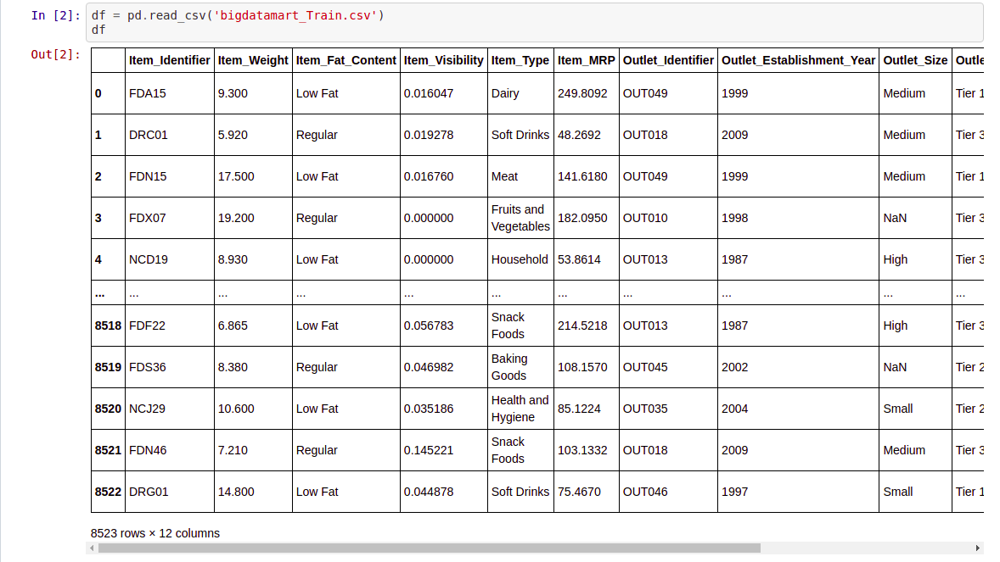 In [2]: df = pd.read_csv('bigdatamart_Train.csv')
df
Out[2]:
Item_Identifier Item_Weight Item_Fat_Content Item_Visibility Item_Type Item_MRP Outlet_Identifier Outlet_Establishment_Year Outlet_Size Outle
0 FDA15 9.300 Low Fat 0.016047 Dairy 249.8092 OUT049 1999 Medium Tier 1
1 DRC01 5.920 Regular 0.019278 Soft Drinks 48.2692 OUT018 2009 Medium Tier 3
2 FDN15 17.500 Low Fat 0.016760 Meat 141.6180 OUT049 1999 Medium Tier 1
3 FDX07 19.200 Regular 0.000000 Fruits and Vegetables 182.0950 OUT010 1998 NaN Tier 3
4 NCD19 8.930 Low Fat 0.000000 Household 53.8614 OUT013 1987 High Tier 3
... ... ... ... ... ... ... ... ... ... ...
8518 FDF22 6.865 Low Fat 0.056783 Snack Foods 214.5218 OUT013 1987 High Tier 3
8519 FDS36 8.380 Regular 0.046982 Baking Goods 108.1570 OUT045 2002 NaN Tier 2
8520 NCJ29 10.600 Low Fat 0.035186 Health and Hygiene 85.1224 OUT035 2004 Small Tier 2
8521 FDN46 7.210 Regular 0.145221 Snack Foods 103.1332 OUT018 2009 Medium Tier 3
8522 DRG01 14.800 Low Fat 0.044878 Soft Drinks 75.4670 OUT046 1997 Small Tier 1
8523 rows × 12 columns